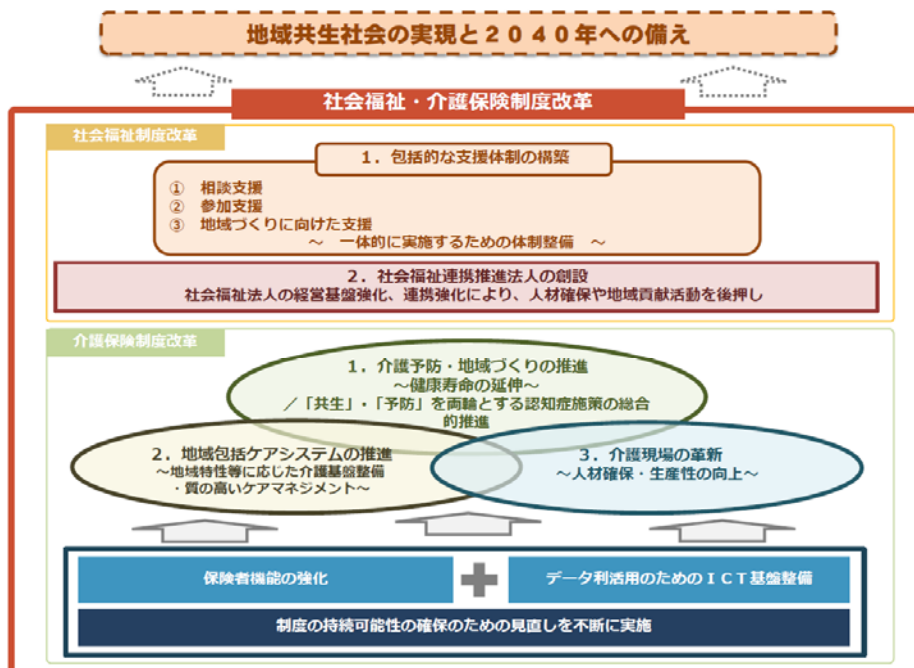 地域共生社会の実現と2040年への備え
社会福祉・介護保険制度改革
社会福祉制度改革
1．包括的な支援体制の構築
① 相談支援
② 参加支援
③ 地域づくりに向けた支援
～ 一体的に実施するための体制整備 ～
2．社会福祉連携推進法人の創設
社会福祉法人の経営基盤強化、連携強化により、人材確保や地域貢献活動を後押し
介護保険制度改革
1．介護予防・地域づくりの推進
～健康寿命の延伸～
／「共生」・「予防」を両輪とする認知症施策の総合
的推進
2．地域包括ケアシステムの推進
～地域特性等に応じた介護基盤整備
・質の高いケアマネジメント～
3．介護現場の革新
～人材確保・生産性の向上～
保険者機能の強化
データ利活用のためのＩＣＴ基盤整備
制度の持続可能性の確保のための見直しを不断に実施